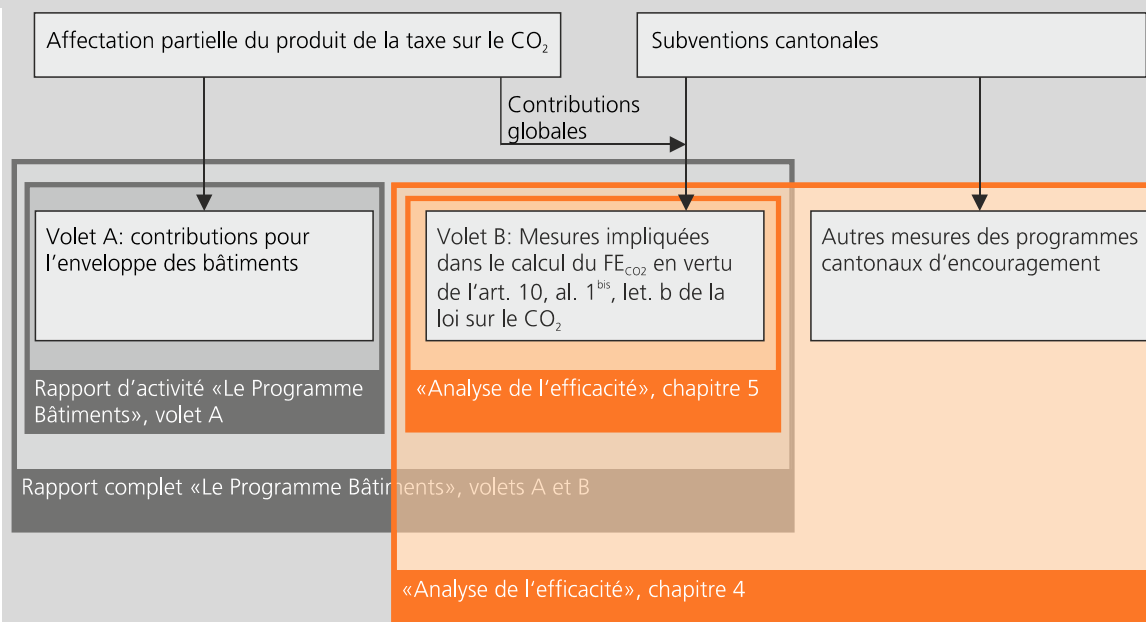 Affectation partielle du produit de la taxe sur le CO₂
Subventions cantonales
Contributions
globales
Volet A: contributions pour
l'enveloppe des bâtiments
Volet B: Mesures impliquées
dans le calcul du FE_CO2 en vertu
de l'art. 10, al. 1^bis, let. b de la
loi sur le CO₂
Autres mesures des programmes
cantonaux d'encouragement
Rapport d'activité «Le Programme
Bâtiments», volet A
«Analyse de l'efficacité», chapitre 5
Rapport complet «Le Programme Bâtiments», volets A et B
«Analyse de l'efficacité», chapitre 4